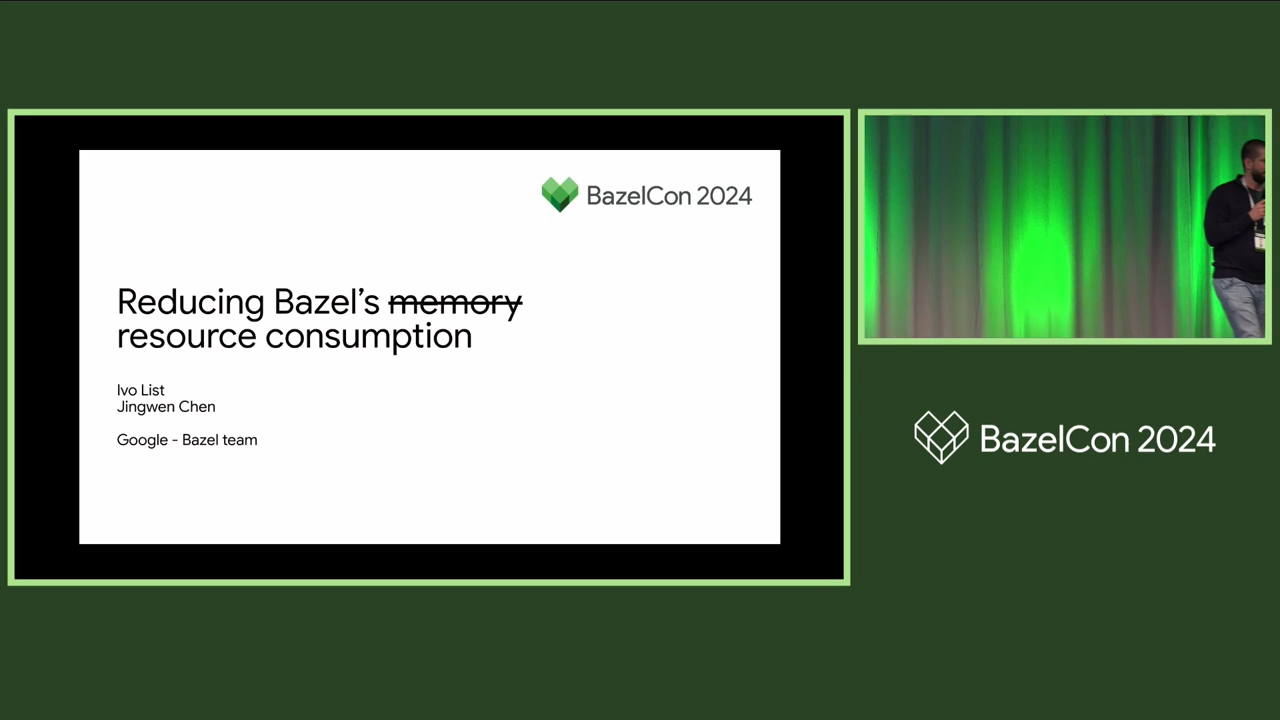 BazelCon 2024
Reducing Bazel’s memory
resource consumption
Ivo List
Jingwen Chen
Google - Bazel team
BazelCon 2024